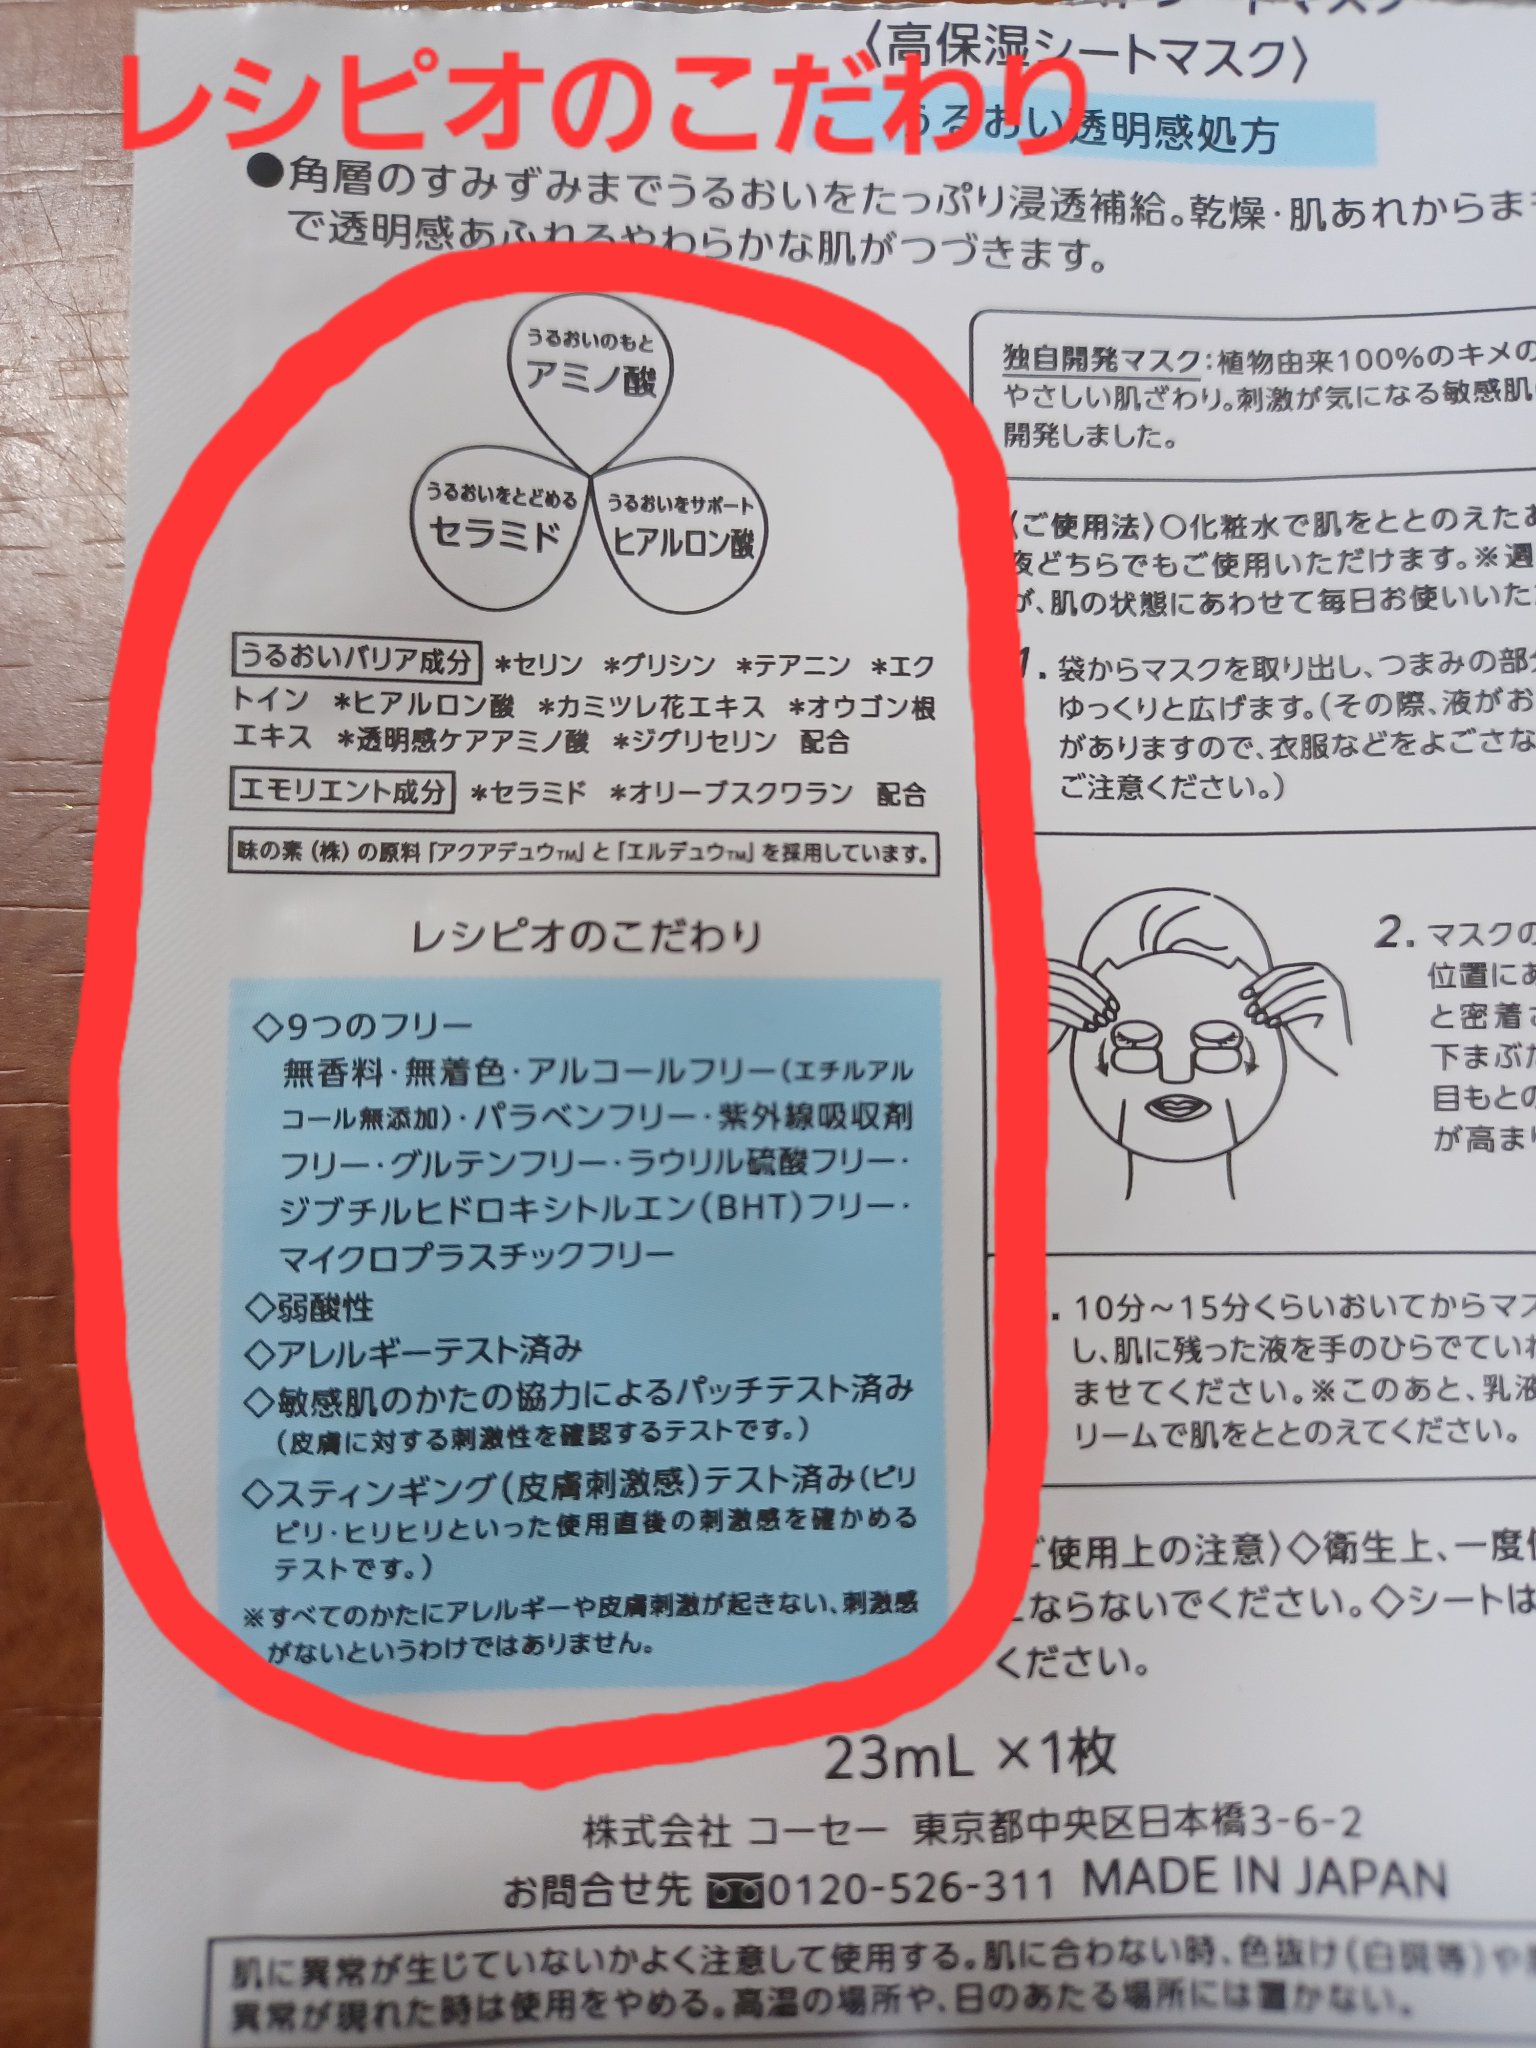 〈高保湿シートマスク〉
レシピオのこだわり
うるおい透明感処方
●角層のすみずみまでうるおいをたっぷり浸透補給。乾燥・肌あれからま
で透明感あふれるやわらかな肌がつづきます。
うるおいのもと
アミノ酸
うるおいをとどめる
セラミド
うるおいをサポート
ヒアルロン酸
うるおいバリア成分 *セリン *グリシン *テアニン *エク
トイン *ヒアルロン酸 *カミツレ花エキス *オウゴン根
エキス *透明感ケアアミノ酸 *ジグリセリン 配合
エモリエント成分 *セラミド *オリーブスクワラン 配合
味の素(株)の原料「アクアデュウ™」と「エルデュウ™」を採用しています。
レシピオのこだわり
◇9つのフリー
無香料・無着色・アルコールフリー(エチルアル
コール無添加)・パラベンフリー・紫外線吸収剤
フリー・グルテンフリー・ラウリル硫酸フリー・
ジブチルヒドロキシトルエン(BHT)フリー・
マイクロプラスチックフリー
◇弱酸性
◇アレルギーテスト済み
◇敏感肌のかたの協力によるパッチテスト済み
(皮膚に対する刺激性を確認するテストです。)
◇スティンギング(皮膚刺激感)テスト済み(ピリ
ピリ・ヒリヒリといった使用直後の刺激感を確かめる
テストです。)
※すべてのかたにアレルギーや皮膚刺激が起きない、刺激感
がないというわけではありません。
独自開発マスク:植物由来100%のキメの
やさしい肌ざわり。刺激が気になる敏感肌
開発しました。
〈ご使用法〉○化粧水で肌をととのえたあ
夜どちらでもご使用いただけます。※週
が、肌の状態にあわせて毎日お使いいた
1. 袋からマスクを取り出し、つまみの部分
ゆっくりと広げます。(その際、液がお
がありますので、衣服などをよごさな
ご注意ください。)
2. マスクの
位置にあ
と密着さ
下まぶた
目もとの
が高まり
. 10分～15分くらいおいてからマス
し、肌に残った液を手のひらでていね
ませてください。※このあと、乳液
リームで肌をととのえてください。
ご使用上の注意〉◇衛生上、一度使
にならないでください。◇シートは
ください。
23mL ×1枚
株式会社 コーセー 東京都中央区日本橋3-6-2
お問合せ先 0120-526-311 MADE IN JAPAN
肌に異常が生じていないかよく注意して使用する。肌に合わない時、色抜け(白斑等)や
異常が現れた時は使用をやめる。高温の場所や、日のあたる場所には置かない。